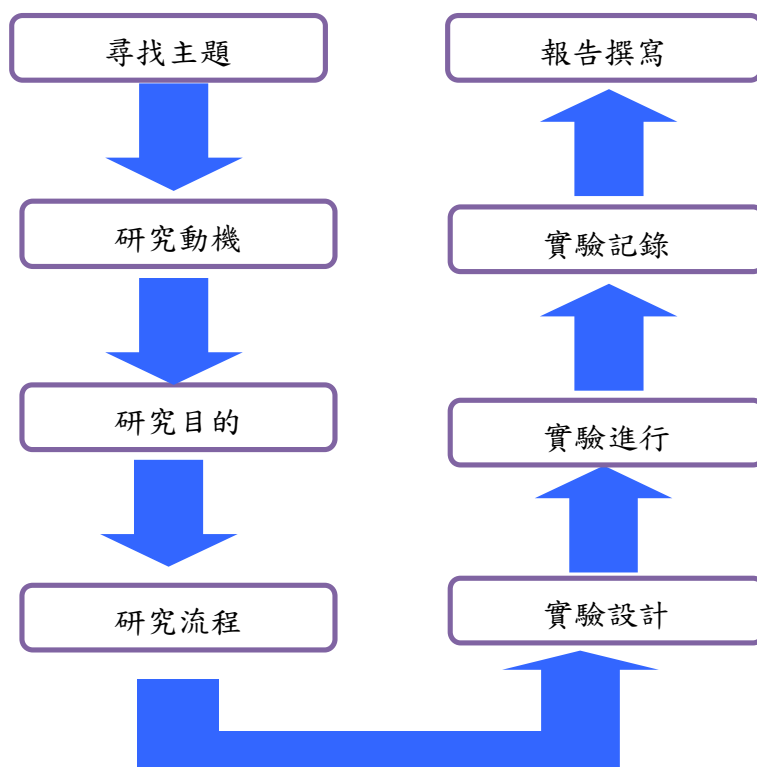 尋找主題
研究動機
研究目的
研究流程
實驗設計
實驗進行
實驗記錄
報告撰寫